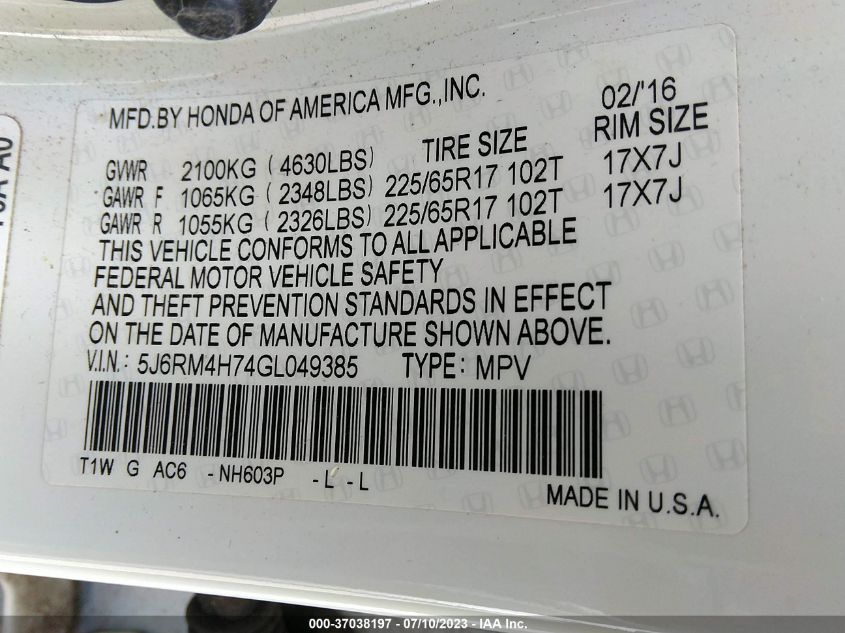 MFD.BY HONDA OF AMERICA MFG.,INC. 02/'16
TIRE SIZE RIM SIZE
GVWR 2100KG ( 4630LBS)
GAWR F 1065KG ( 2348LBS) 225/65R17 102T 17X7J
GAWR R 1055KG ( 2326LBS) 225/65R17 102T 17X7J
THIS VEHICLE CONFORMS TO ALL APPLICABLE
FEDERAL MOTOR VEHICLE SAFETY
AND THEFT PREVENTION STANDARDS IN EFFECT
ON THE DATE OF MANUFACTURE SHOWN ABOVE.
V.I.N.: 5J6RM4H74GL049385 TYPE: MPV
T1W G AC6 -NH603P -L -L
MADE IN U.S.A.
000-37038197 - 07/10/2023 - IAA Inc.